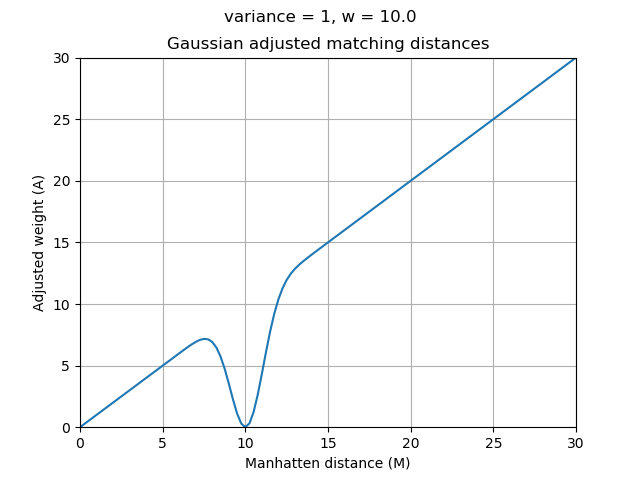 variance = 1, w = 10.0
Gaussian adjusted matching distances
30
25
20
15
10
5
0
Adjusted weight (A)
0 5 10 15 20 25 30
Manhatten distance (M)